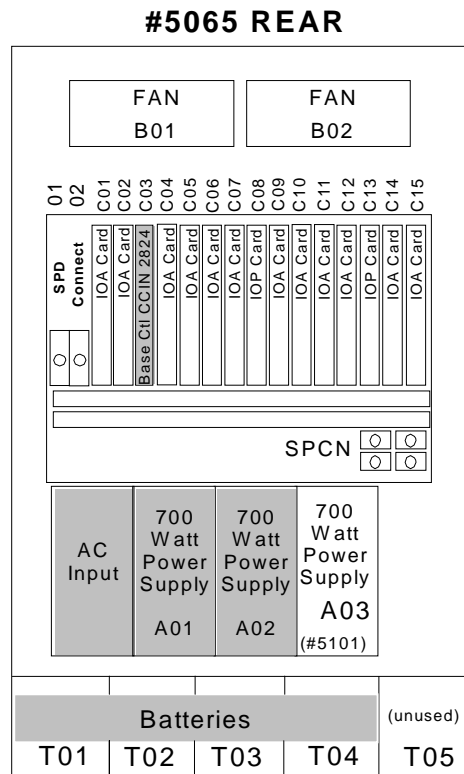 #5065 REAR
FAN
B01
FAN
B02
01
02
C01
C02
C03
C04
C05
C06
C07
C08
C09
C10
C11
C12
C13
C14
C15
SPD
Connect
IOA Card
IOA Card
Base Ctl CCIN 2824
IOA Card
IOA Card
IOA Card
IOA Card
IOP Card
IOA Card
IOA Card
IOA Card
IOA Card
IOP Card
IOA Card
IOA Card
SPCN
AC
Input
700
Watt
Power
Supply
A01
700
Watt
Power
Supply
A02
700
Watt
Power
Supply
A03
(#5101)
Batteries
(unused)
T01
T02
T03
T04
T05